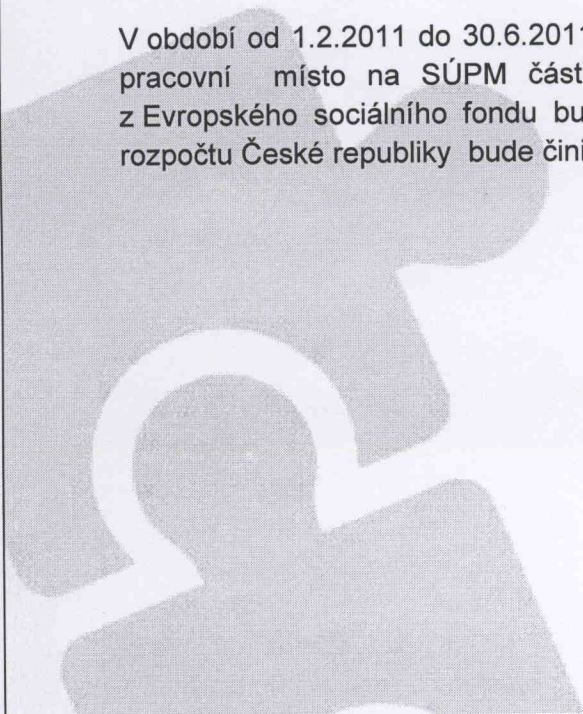 V období od 1.2.2011 do 30.6.2011
pracovní místo na SÚPM část
z Evropského sociálního fondu bu
rozpočtu České republiky bude čini